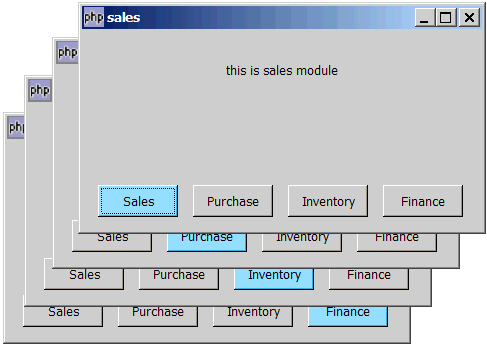 php sales
this is sales module
Sales Purchase Inventory Finance
php
Sales Purchase Inventory Finance
php
Sales Purchase Inventory Finance
php
Sales Purchase Inventory Finance